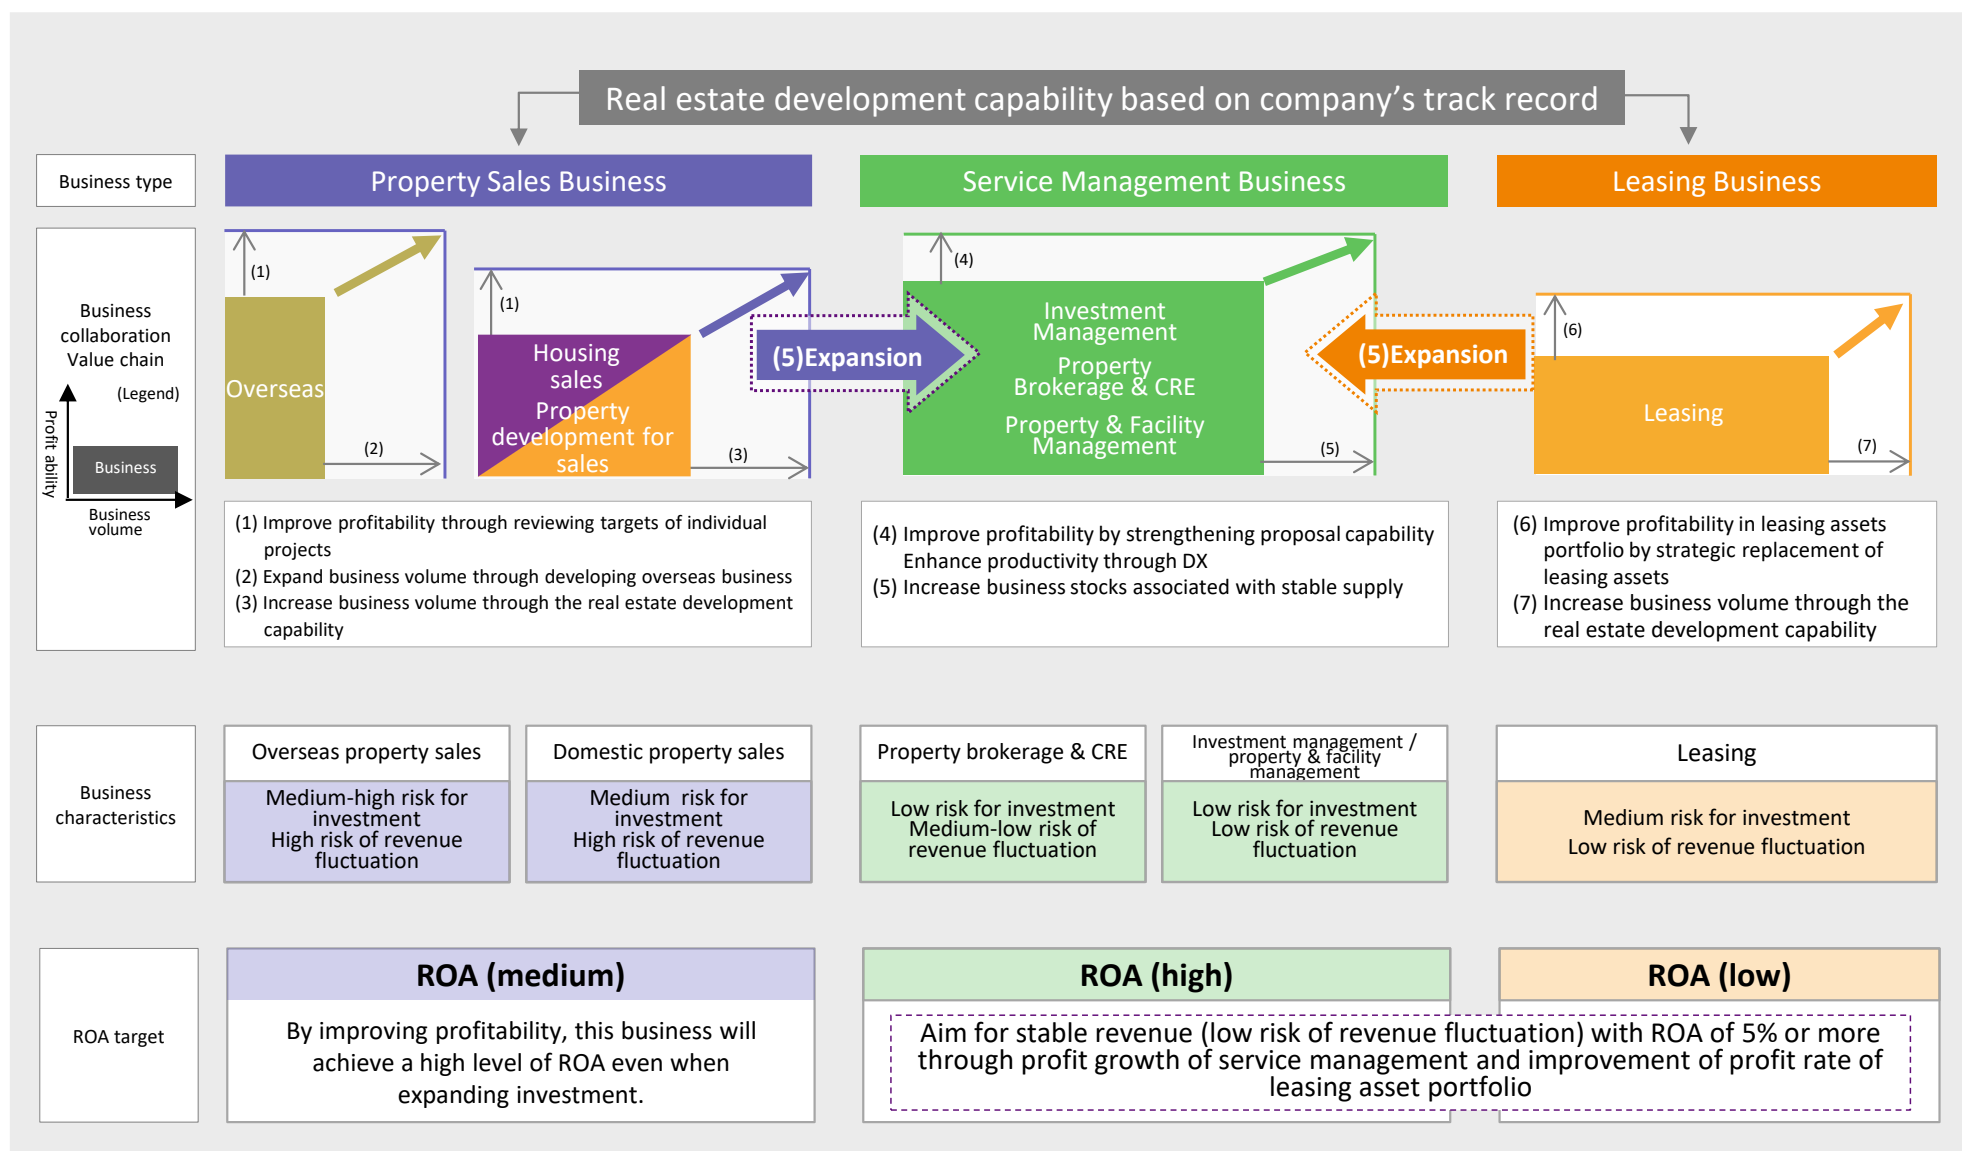 Real estate development capability based on company's track record
Business type
Property Sales Business
Service Management Business
Leasing Business
Business
collaboration
Value chain
(Legend)
Profit ability
Business
Business
volume
(1)
Overseas
(2)
(1)
Housing
sales
Property
development for
sales
(3)
(5)Expansion
(4)
Investment
Management
Property
Brokerage & CRE
Property & Facility
Management
(5)
(5)Expansion
(6)
Leasing
(7)
(1) Improve profitability through reviewing targets of individual
projects
(2) Expand business volume through developing overseas business
(3) Increase business volume through the real estate development
capability
(4) Improve profitability by strengthening proposal capability
Enhance productivity through DX
(5) Increase business stocks associated with stable supply
(6) Improve profitability in leasing assets
portfolio by strategic replacement of
leasing assets
(7) Increase business volume through the
real estate development capability
Business
characteristics
Overseas property sales
Medium-high risk for
investment
High risk of revenue
fluctuation
Domestic property sales
Medium risk for
investment
High risk of revenue
fluctuation
Property brokerage & CRE
Low risk for investment
Medium-low risk of
revenue fluctuation
Investment management /
property & facility
management
Low risk for investment
Low risk of revenue
fluctuation
Leasing
Medium risk for investment
Low risk of revenue fluctuation
ROA target
ROA (medium)
By improving profitability, this business will
achieve a high level of ROA even when
expanding investment.
ROA (high)
ROA (low)
Aim for stable revenue (low risk of revenue fluctuation) with ROA of 5% or more
through profit growth of service management and improvement of profit rate of
leasing asset portfolio